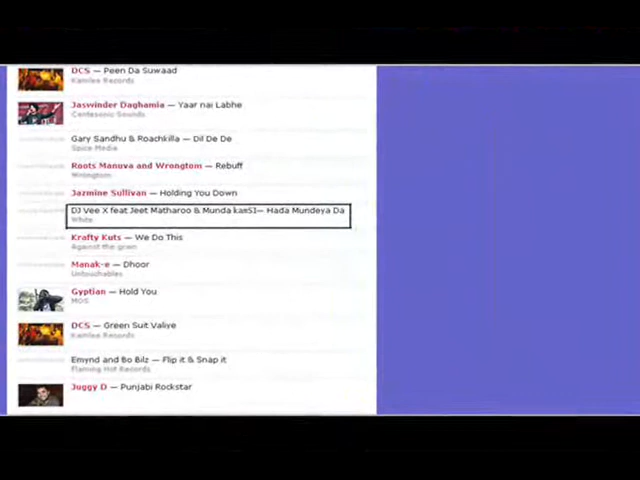 DCS — Peen Da Suwaad
Kamlee Records
Jaswinder Daghamia — Yaar nai Labhe
Centesonic Sounds
Gary Sandhu & Roachkilla — Dil De De
Spice Media
Roots Manuva and Wrongtom — Rebuff
Wrongtom
Jazmine Sullivan — Holding You Down
DJ Vee X feat Jeet Matharoo & Munda — Hada Mundeya Da
White
Krafty Kuts — We Do This
Against the grain
Manak-e — Dhoor
Untouchables
Gyptian — Hold You
MOS
DCS — Green Suit Valiye
Kamlee Records
Emynd and Bo Bilz — Flip it & Snap it
Flaming Hot Records
Juggy D — Punjabi Rockstar